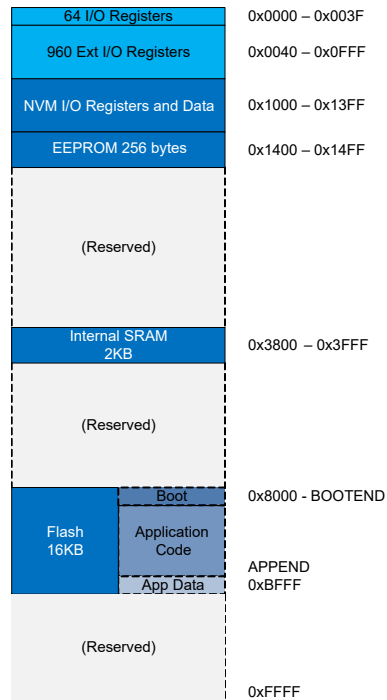 64 I/O Registers
0x0000 – 0x003F
960 Ext I/O Registers
0x0040 – 0x0FFF
NVM I/O Registers and Data
0x1000 – 0x13FF
EEPROM 256 bytes
0x1400 – 0x14FF
(Reserved)
Internal SRAM
2KB
0x3800 – 0x3FFF
(Reserved)
Boot
0x8000 - BOOTEND
Flash
16KB
Application
Code
APPEND
App Data
0xBFFF
(Reserved)
0xFFFF